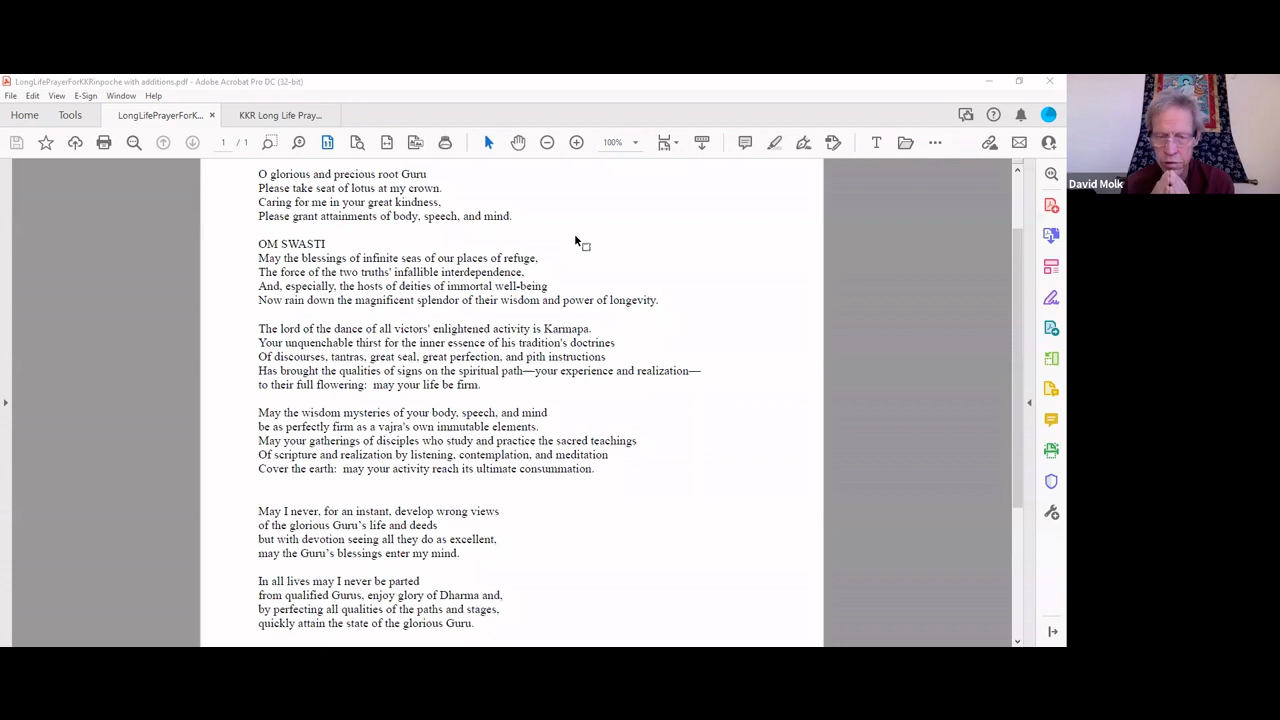 LongLifePrayerForKKRinpoche with additions.pdf - Adobe Acrobat Pro DC (32-bit)
File Edit View E-Sign Window Help
Home Tools LongLifePrayerForK... × KKR Long Life Pray...
1 / 1 100%
O glorious and precious root Guru
Please take seat of lotus at my crown.
Caring for me in your great kindness,
Please grant attainments of body, speech, and mind.
OM SWASTI
May the blessings of infinite seas of our places of refuge,
The force of the two truths' infallible interdependence,
And, especially, the hosts of deities of immortal well-being
Now rain down the magnificent splendor of their wisdom and power of longevity.
The lord of the dance of all victors' enlightened activity is Karmapa.
Your unquenchable thirst for the inner essence of his tradition's doctrines
Of discourses, tantras, great seal, great perfection, and pith instructions
Has brought the qualities of signs on the spiritual path—your experience and realization—
to their full flowering:  may your life be firm.
May the wisdom mysteries of your body, speech, and mind
be as perfectly firm as a vajra's own immutable elements.
May your gatherings of disciples who study and practice the sacred teachings
Of scripture and realization by listening, contemplation, and meditation
Cover the earth:  may your activity reach its ultimate consummation.
May I never, for an instant, develop wrong views
of the glorious Guru’s life and deeds
but with devotion seeing all they do as excellent,
may the Guru’s blessings enter my mind.
In all lives may I never be parted
from qualified Gurus, enjoy glory of Dharma and,
by perfecting all qualities of the paths and stages,
quickly attain the state of the glorious Guru.
David Molk